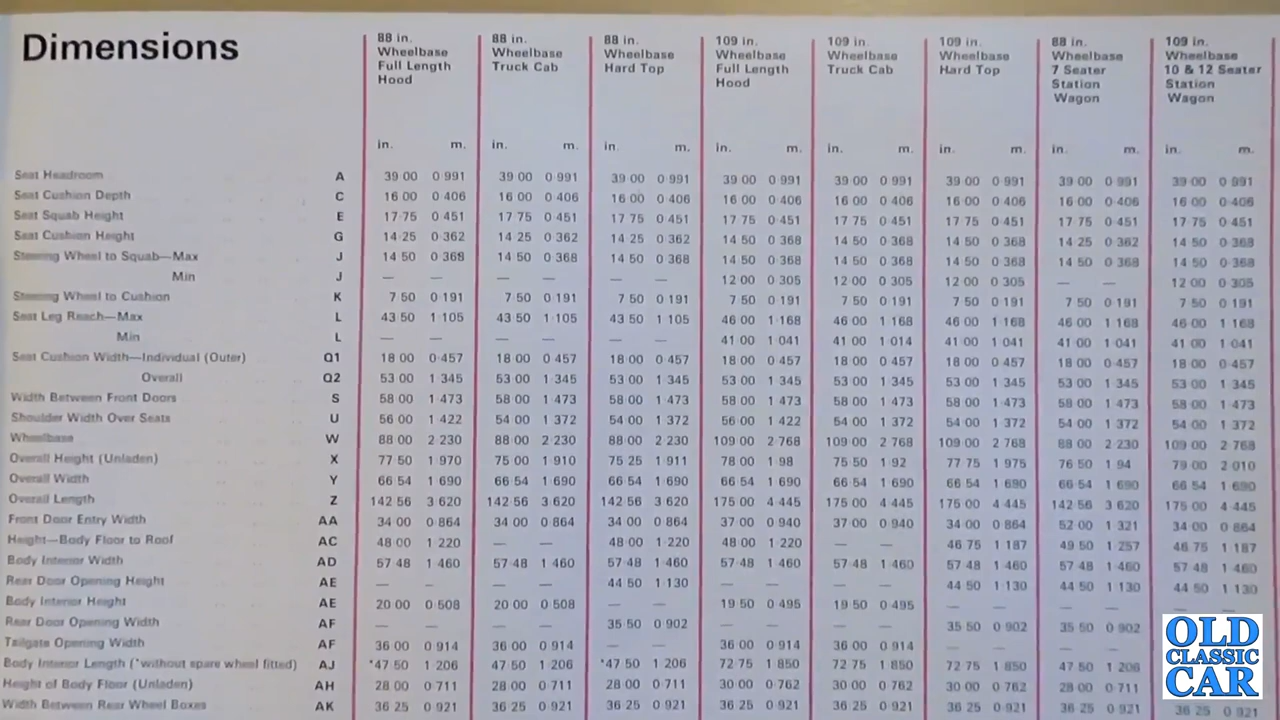 Dimensions
88 in. Wheelbase Full Length Hood
88 in. Wheelbase Truck Cab
88 in. Wheelbase Hard Top
109 in. Wheelbase Full Length Hood
109 in. Wheelbase Truck Cab
109 in. Wheelbase Hard Top
88 in. Wheelbase 7 Seater Station Wagon
109 in. Wheelbase 10 & 12 Seater Station Wagon
in. m. in. m. in. m. in. m. in. m. in. m. in. m. in. m.
Seat Headroom A 39 00 0 991 39 00 0 991 39 00 0 991 39 00 0 991 39 00 0 991 39 00 0 991 39 00 0 991 39 00 0 991
Seat Cushion Depth C 16 00 0 406 16 00 0 406 16 00 0 406 16 00 0 406 16 00 0 406 16 00 0 406 16 00 0 406 16 00 0 406
Seat Squab Height E 17 75 0 451 17 75 0 451 17 75 0 451 17 75 0 451 17 75 0 451 17 75 0 451 17 75 0 451 17 75 0 451
Seat Cushion Height G 14 25 0 362 14 25 0 362 14 25 0 362 14 50 0 368 14 50 0 368 14 50 0 368 14 25 0 362 14 50 0 368
Steering Wheel to Squab—Max J 14 50 0 368 14 50 0 368 14 50 0 368 14 50 0 368 14 50 0 368 14 50 0 368 14 50 0 368 14 50 0 368
Min J — — — — — — 12 00 0 305 12 00 0 305 12 00 0 305 — — 12 00 0 305
Steering Wheel to Cushion K 7 50 0 191 7 50 0 191 7 50 0 191 7 50 0 191 7 50 0 191 7 50 0 191 7 50 0 191 7 50 0 191
Seat Leg Reach—Max L 43 50 1 105 43 50 1 105 43 50 1 105 46 00 1 168 46 00 1 168 46 00 1 168 46 00 1 168 46 00 1 168
Min L — — — — — — 41 00 1 041 41 00 1 014 41 00 1 041 41 00 1 041 41 00 1 041
Seat Cushion Width—Individual (Outer) Q1 18 00 0 457 18 00 0 457 18 00 0 457 18 00 0 457 18 00 0 457 18 00 0 457 18 00 0 457 18 00 0 457
Overall Q2 53 00 1 345 53 00 1 345 53 00 1 345 53 00 1 345 53 00 1 345 53 00 1 345 53 00 1 345 53 00 1 345
Width Between Front Doors S 58 00 1 473 58 00 1 473 58 00 1 473 58 00 1 473 58 00 1 473 58 00 1 473 58 00 1 473 58 00 1 473
Shoulder Width Over Seats U 56 00 1 422 54 00 1 372 54 00 1 372 56 00 1 422 54 00 1 372 54 00 1 372 54 00 1 372 54 00 1 372
Wheelbase W 88 00 2 230 88 00 2 230 88 00 2 230 109 00 2 768 109 00 2 768 109 00 2 768 88 00 2 230 109 00 2 768
Overall Height (Unladen) X 77 50 1 970 75 00 1 910 75 25 1 911 78 00 1 98 75 50 1 92 77 75 1 975 76 50 1 94 79 00 2 010
Overall Width Y 66 54 1 690 66 54 1 690 66 54 1 690 66 54 1 690 66 54 1 690 66 54 1 690 66 54 1 690 66 54 1 690
Overall Length Z 142 56 3 620 142 56 3 620 142 56 3 620 175 00 4 445 175 00 4 445 175 00 4 445 142 56 3 620 175 00 4 445
Front Door Entry Width AA 34 00 0 864 34 00 0 864 34 00 0 864 37 00 0 940 37 00 0 940 34 00 0 864 52 00 1 321 34 00 0 864
Height—Body Floor to Roof AC 48 00 1 220 — — 48 00 1 220 48 00 1 220 — — 46 75 1 187 49 50 1 257 46 75 1 187
Body Interior Width AD 57 48 1 460 57 48 1 460 57 48 1 460 57 48 1 460 57 48 1 460 57 48 1 460 57 48 1 460 57 48 1 460
Rear Door Opening Height AE — — — — 44 50 1 130 — — — — 44 50 1 130 44 50 1 130 44 50 1 130
Body Interior Height AE 20 00 0 508 20 00 0 508 — — 19 50 0 495 19 50 0 495 — — — — —
Rear Door Opening Width AF — — — — 35 50 0 902 — — — — 35 50 0 902 35 50 0 902
Tailgate Opening Width AF 36 00 0 914 36 00 0 914 — — 36 00 0 914 36 00 0 914 — — — —
Body Interior Length (*without spare wheel fitted) AJ *47 50 1 206 47 50 1 206 *47 50 1 206 72 75 1 850 72 75 1 850 72 75 1 850 47 50 1 206
Height of Body Floor (Unladen) AH 28 00 0 711 28 00 0 711 28 00 0 711 30 00 0 762 30 00 0 762 30 00 0 762 28 00 0 711
Width Between Rear Wheel Boxes AK 36 25 0 921 36 25 0 921 36 25 0 921 36 25 0 921 36 25 0 921 36 25 0 921 36 25 0 921 36 25 0 921
OLD
CLASSIC
CAR